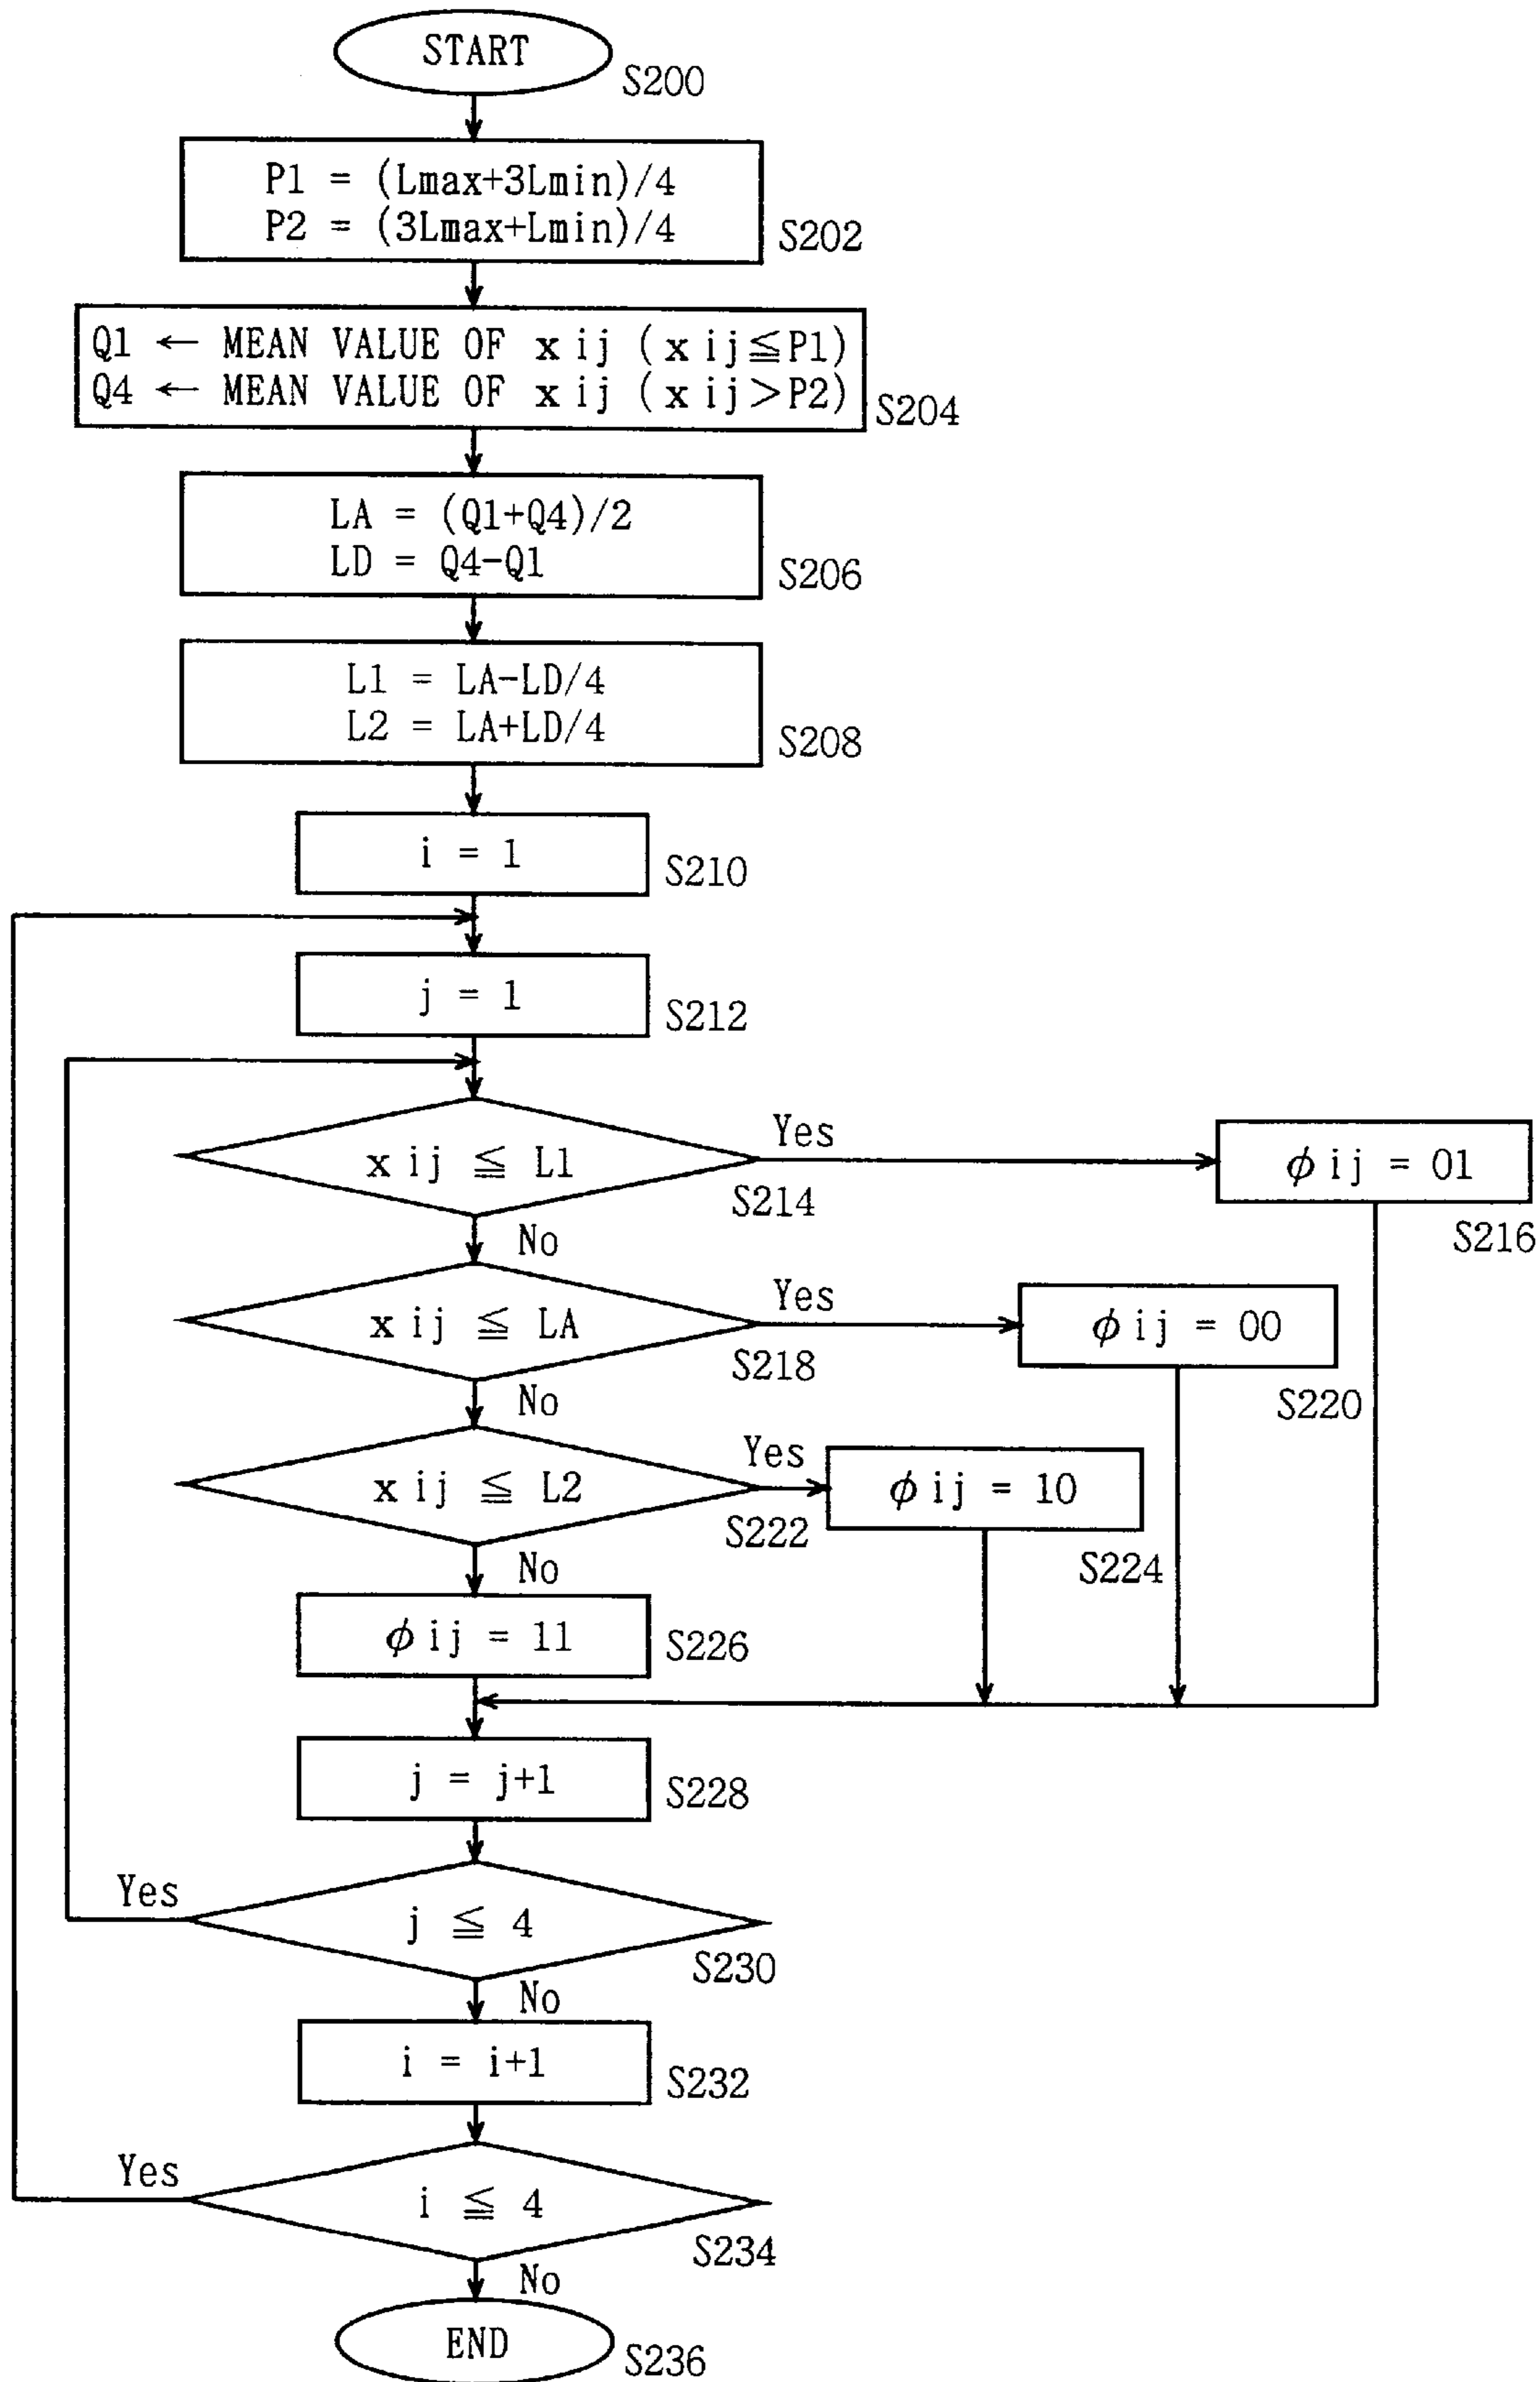 START
S200
P1 = (Lmax+3Lmin)/4
P2 = (3Lmax+Lmin)/4
S202
Q1 ← MEAN VALUE OF x ij (x ij≦P1)
Q4 ← MEAN VALUE OF x ij (x ij>P2)
S204
LA = (Q1+Q4)/2
LD = Q4-Q1
S206
L1 = LA-LD/4
L2 = LA+LD/4
S208
i = 1
S210
j = 1
S212
x ij ≦ L1
Yes
S214
φ ij = 01
S216
No
x ij ≦ LA
Yes
S218
φ ij = 00
S220
No
x ij ≦ L2
Yes
S222
φ ij = 10
S224
No
φ ij = 11
S226
j = j+1
S228
Yes
j ≦ 4
S230
No
i = i+1
S232
Yes
i ≦ 4
S234
No
END
S236